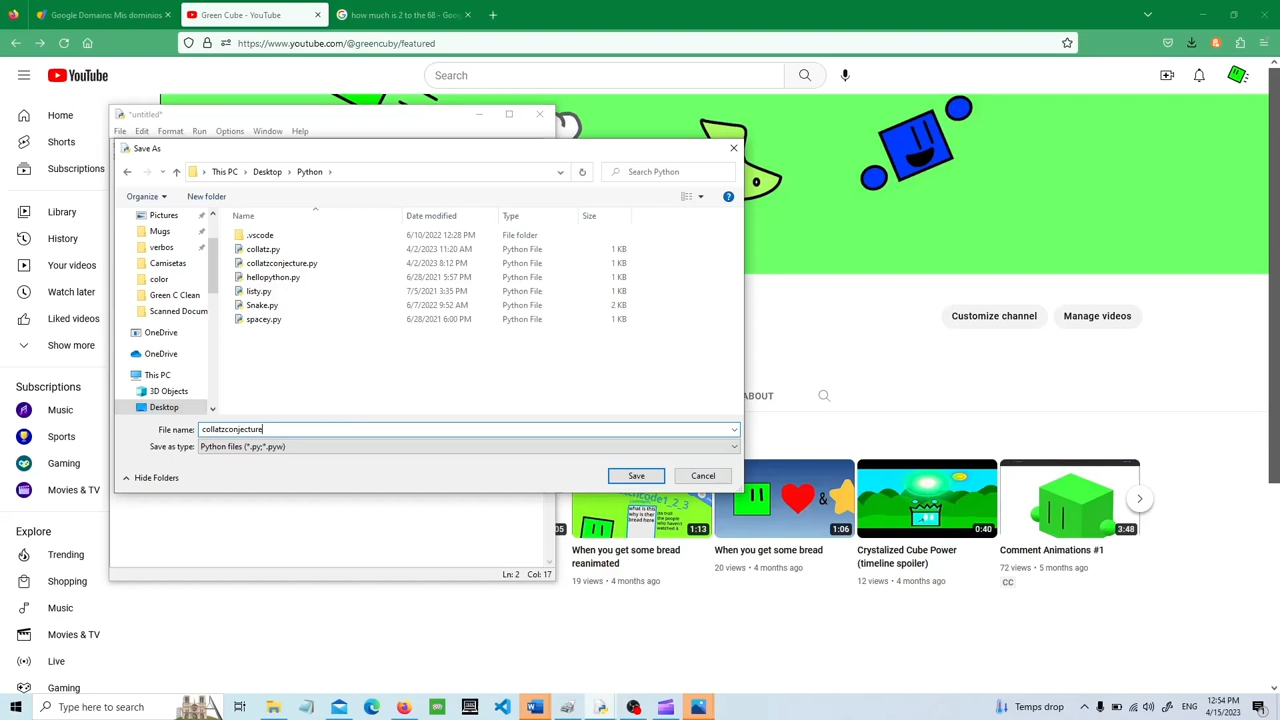 Google Domains: Mis dominios
Green Cube - YouTube
how much is 2 to the 68 - Goo
https://www.youtube.com/@greencuby/featured
YouTube
Search
Home
Shorts
Subscriptions
Library
History
Your videos
Watch later
Liked videos
Show more
Subscriptions
Music
Sports
Gaming
Movies & TV
Explore
Trending
Shopping
Music
Movies & TV
Live
Gaming
*untitled*
File Edit Format Run Options Window Help
Save As
This PC Desktop Python
Search Python
Organize New folder
Name Date modified Type Size
Pictures
Mugs
verbos
Camisetas
color
Green C Clean
Scanned Docum
OneDrive
OneDrive
This PC
3D Objects
Desktop
.vscode 6/10/2022 12:28 PM File folder
collatz.py 4/2/2023 11:20 AM Python File 1 KB
collatzconjecture.py 4/2/2023 8:12 PM Python File 1 KB
hellopython.py 6/28/2021 5:57 PM Python File 1 KB
listy.py 7/5/2021 3:35 PM Python File 1 KB
Snake.py 6/7/2022 9:52 AM Python File 2 KB
spacey.py 6/28/2021 6:00 PM Python File 1 KB
File name: collatzconjecture
Save as type: Python files (*.py;*.pyw)
Hide Folders Save Cancel
Ln: 2 Col: 17
Customize channel Manage videos
ABOUT
what is this
why is ther
bread here
&
:05 1:13 1:06 0:40 3:48
When you get some bread
reanimated
19 views • 4 months ago
When you get some bread
20 views • 4 months ago
Crystalized Cube Power
(timeline spoiler)
12 views • 4 months ago
Comment Animations #1
72 views • 5 months ago
CC
Type here to search
Temps drop
12:54 PM
4/15/2023